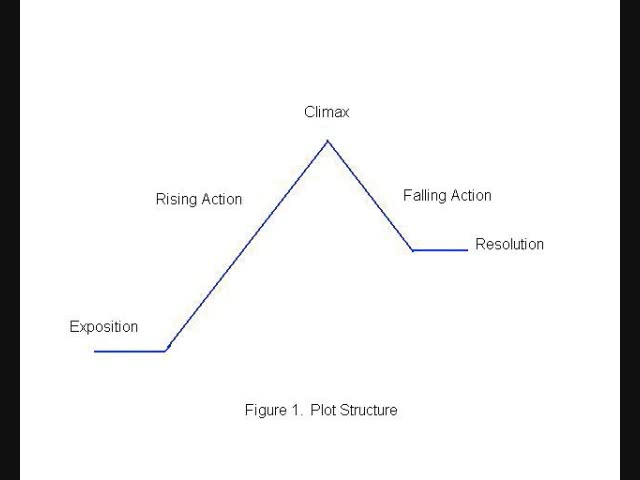 Climax
Rising Action
Falling Action
Resolution
Exposition
Figure 1. Plot Structure